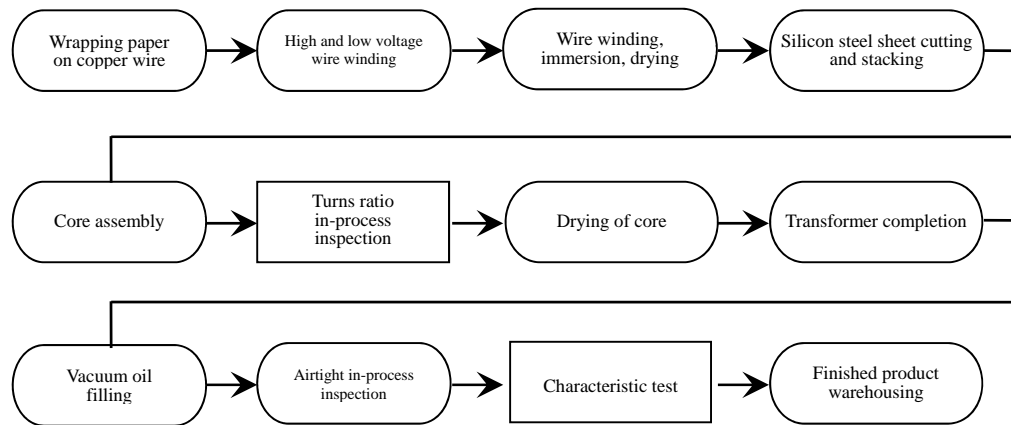 Wrapping paper
on copper wire
High and low voltage
wire winding
Wire winding,
immersion, drying
Silicon steel sheet cutting
and stacking
Core assembly
Turns ratio
in-process
inspection
Drying of core
Transformer completion
Vacuum oil
filling
Airtight in-process
inspection
Characteristic test
Finished product
warehousing